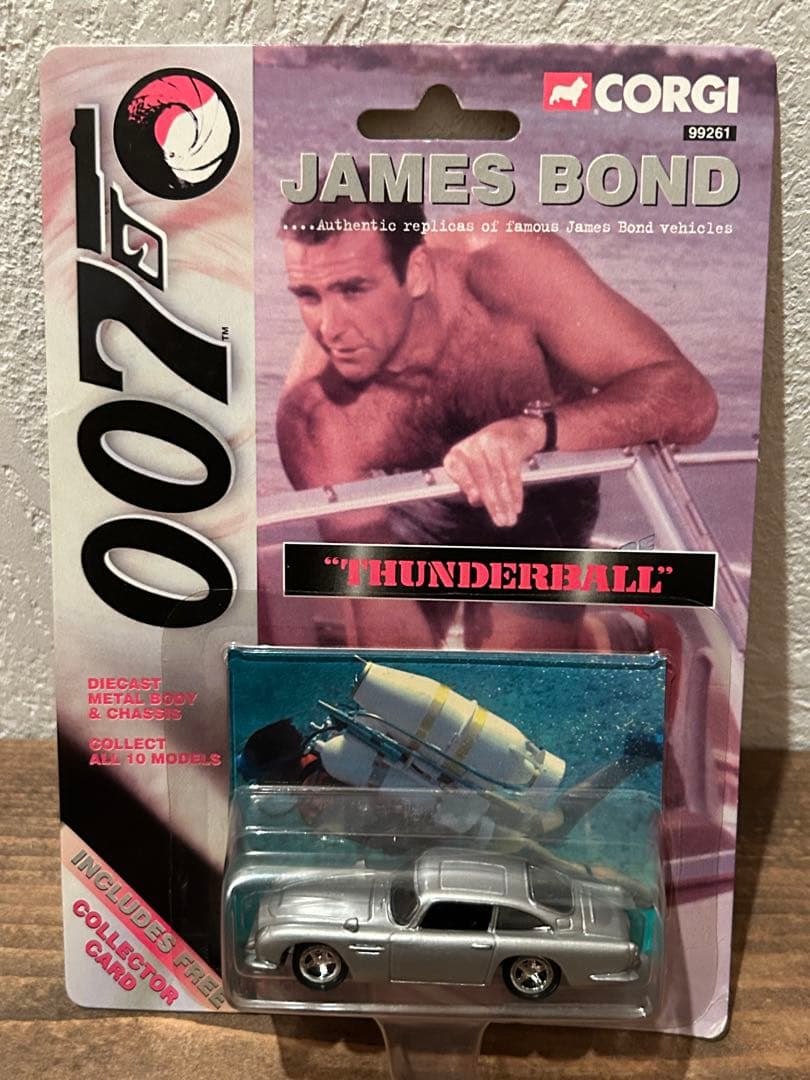 CORGI
99261
JAMES BOND
....Authentic replicas of famous James Bond vehicles
007
TM
"THUNDERBALL"
DIECAST
METAL BODY
& CHASSIS
COLLECT
ALL 10 MODELS
INCLUDES FREE
COLLECTOR
CARD